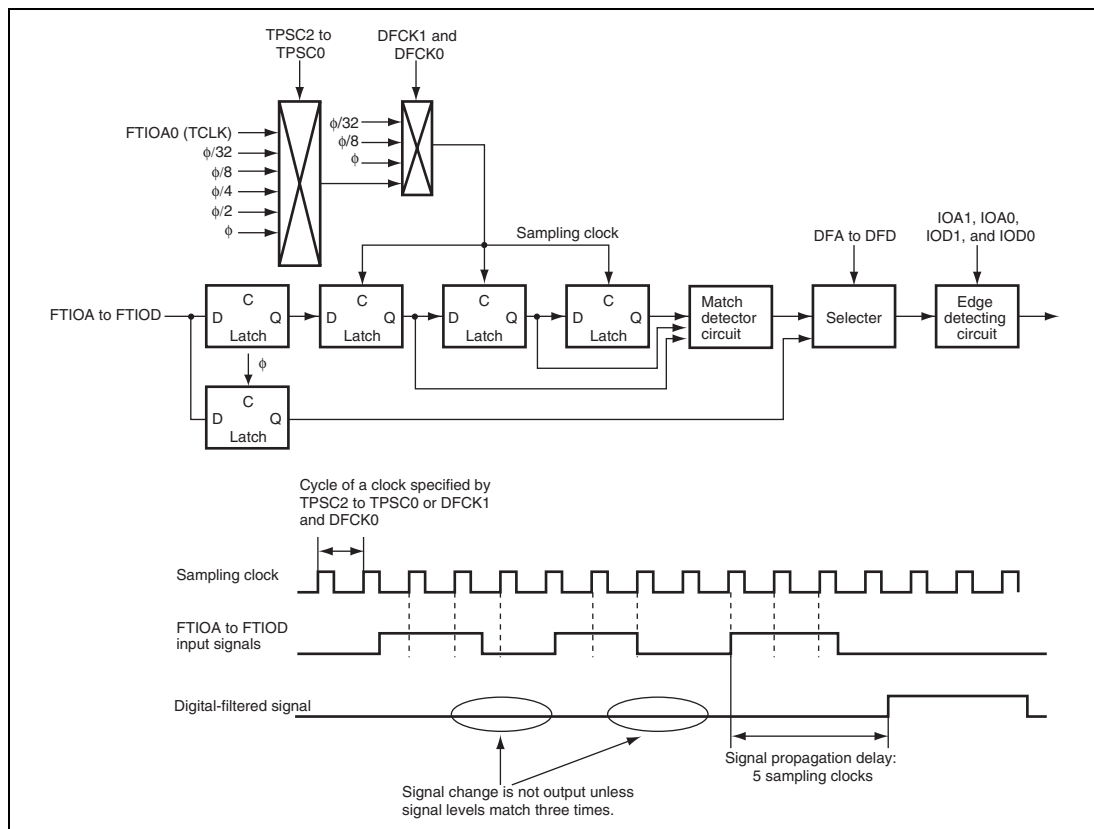 TPSC2 to
TPSC0
DFCK1 and
DFCK0
FTIOA0 (TCLK)
ϕ/32
ϕ/8
ϕ/4
ϕ/2
ϕ
ϕ/32
ϕ/8
ϕ
Sampling clock
DFA to DFD
IOA1, IOA0,
IOD1, and IOD0
FTIOA to FTIOD
C
D Q
Latch
C
D Q
Latch
C
D Q
Latch
C
D Q
Latch
Match
detector
circuit
Selecter
Edge
detecting
circuit
ϕ
C
D Q
Latch
Cycle of a clock specified by
TPSC2 to TPSC0 or DFCK1
and DFCK0
Sampling clock
FTIOA to FTIOD
input signals
Digital-filtered signal
Signal propagation delay:
5 sampling clocks
Signal change is not output unless
signal levels match three times.